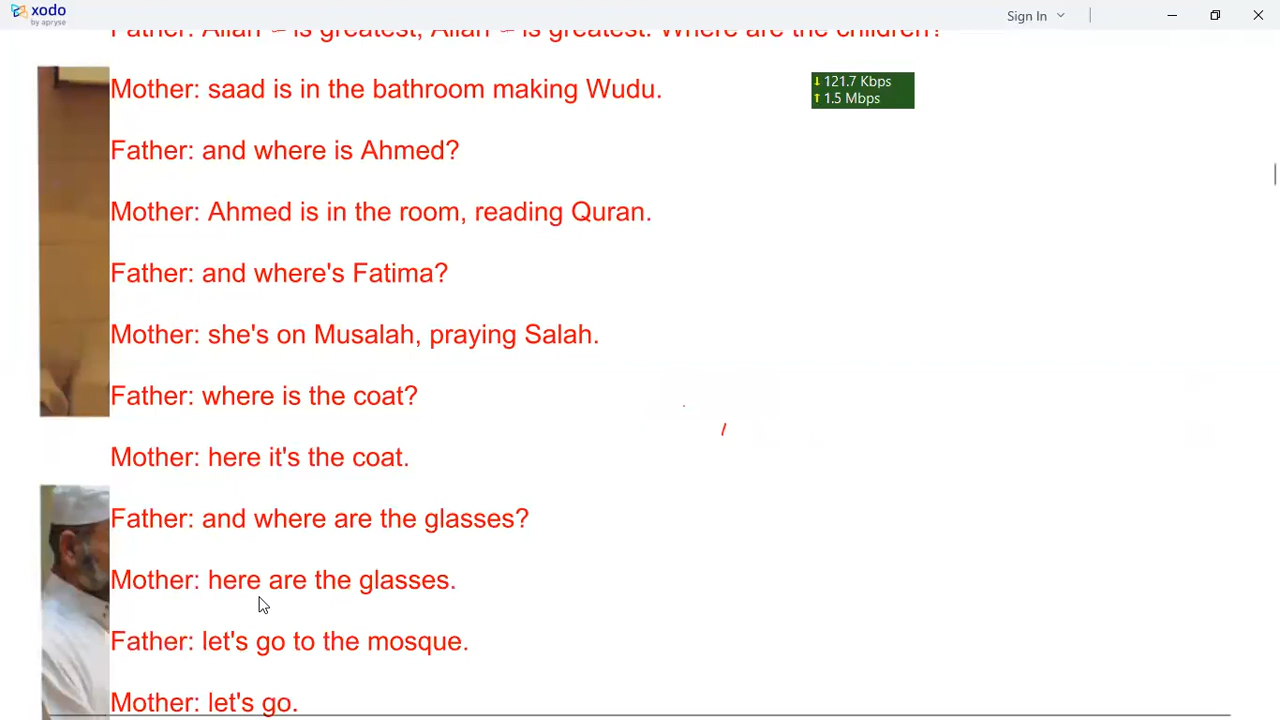 xodo
by apryse
Sign In
Father: Allah is greatest, Allah is greatest. Where are the children?
Mother: saad is in the bathroom making Wudu.
↓ 121.7 Kbps
↑ 1.5 Mbps
Father: and where is Ahmed?
Mother: Ahmed is in the room, reading Quran.
Father: and where's Fatima?
Mother: she's on Musalah, praying Salah.
Father: where is the coat?
Mother: here it's the coat.
Father: and where are the glasses?
Mother: here are the glasses.
Father: let's go to the mosque.
Mother: let's go.